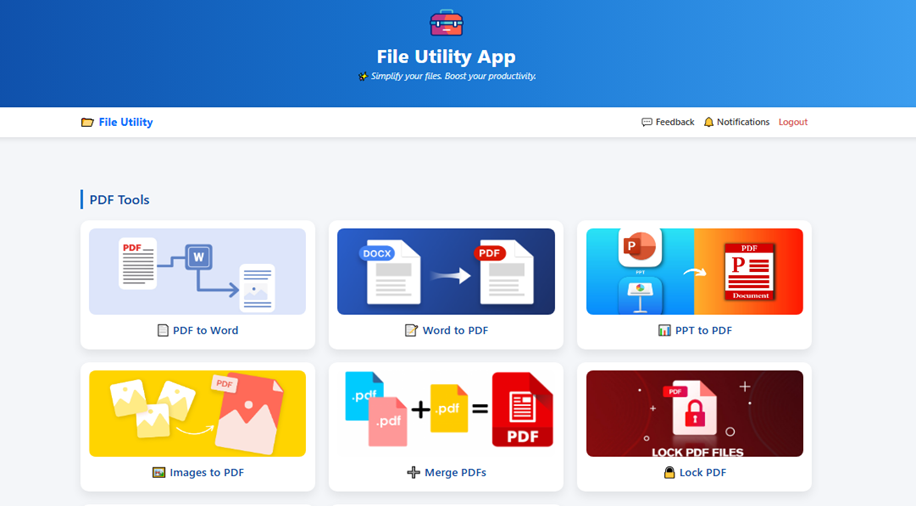 File Utility App
Simplify your files. Boost your productivity.
File Utility
Feedback
Notifications
Logout
PDF Tools
PDF
W
PDF to Word
DOCX
PDF
Word to PDF
P
PPT
PDF
P
Document
PPT to PDF
PDF
Images to PDF
.pdf
.pdf
+
.pdf
=
PDF
Merge PDFs
PDF
LOCK PDF FILES
Lock PDF